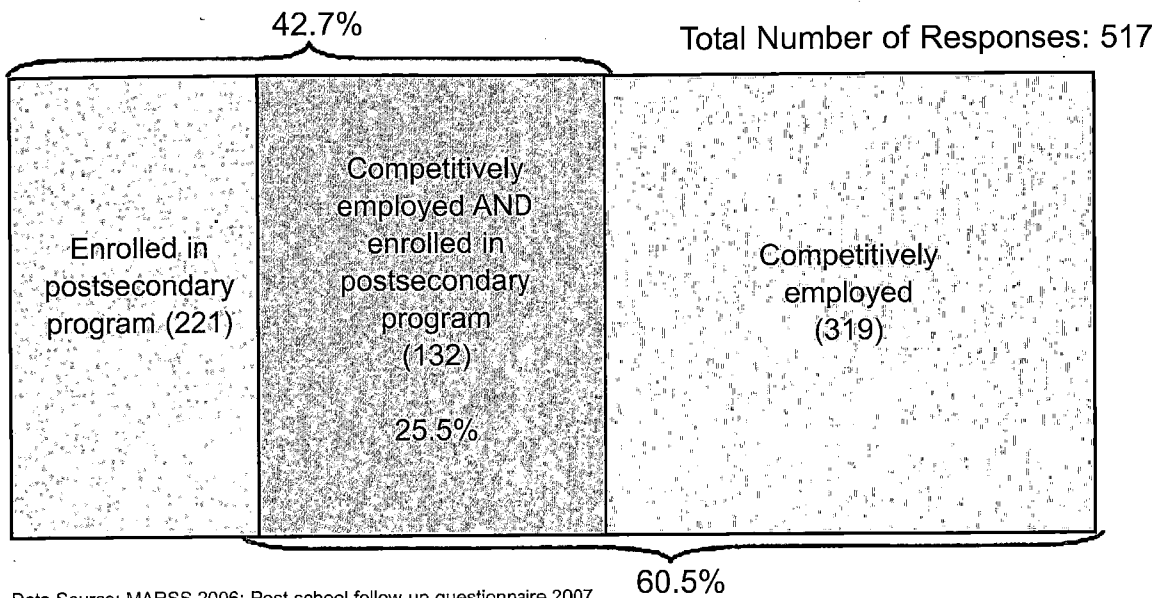 42.7%
Total Number of Responses: 517
Enrolled in
postsecondary
program (221)
Competitively
employed AND
enrolled in
postsecondary
program
(132)
25.5%
Competitively
employed
(319)
60.5%
Data Source: MARSS 2006; Post school follow up questionnaire 2007